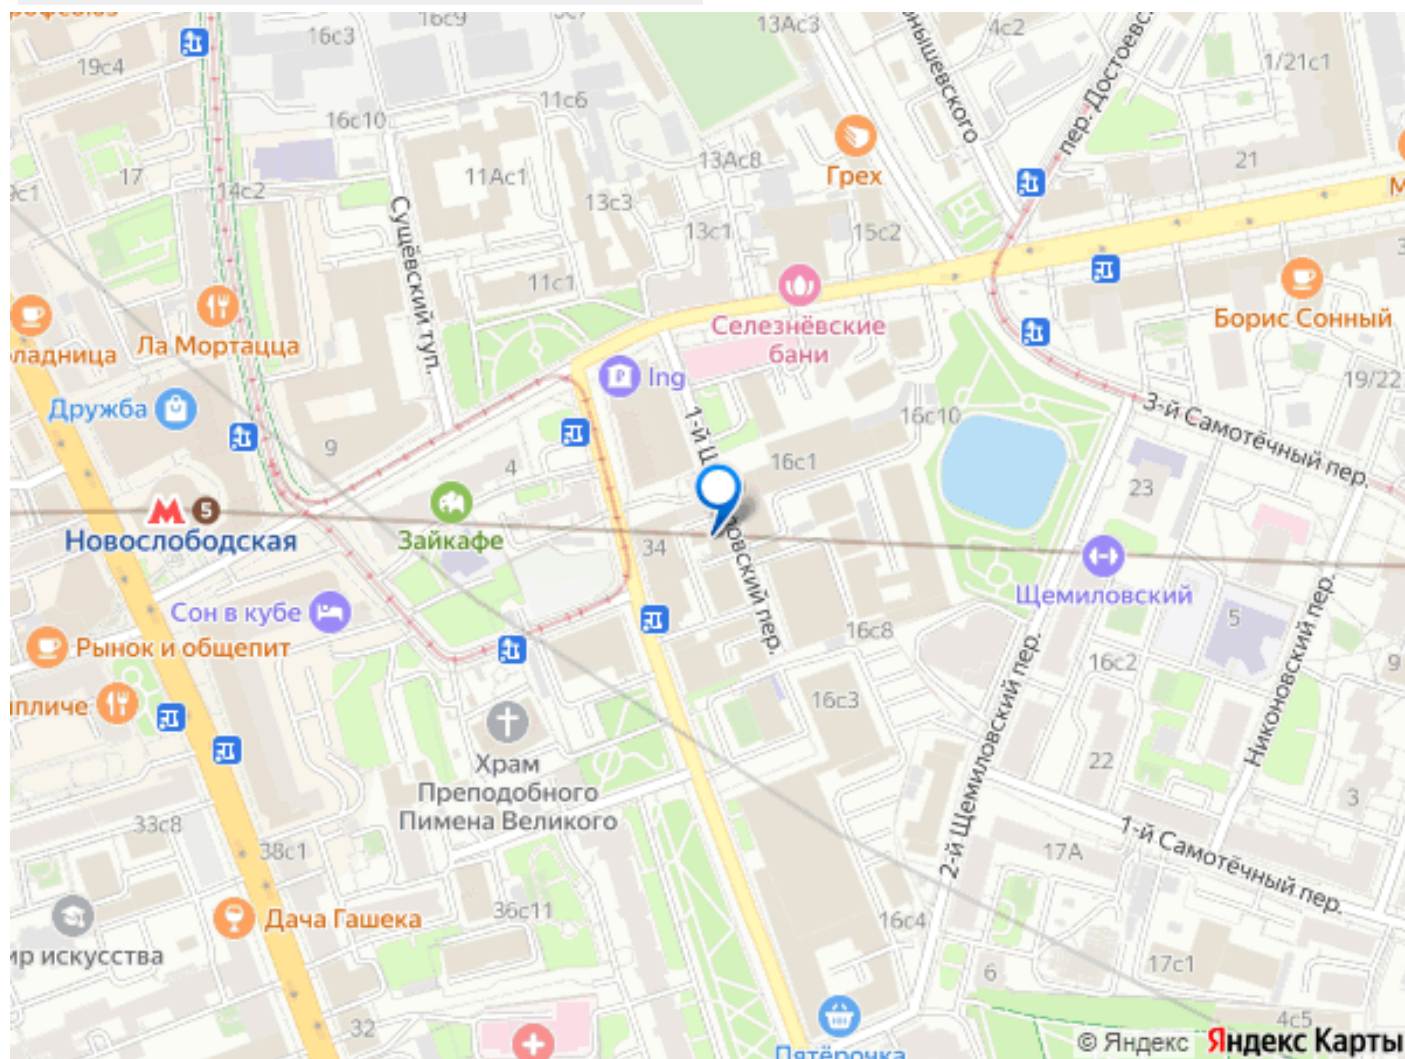 16с9
13Ас3
4с2
16с3
19с4
1/21с1
пер. Достоевс
11с6
16с10
Грех
13Ас8
21
17
14с2
11Ас1
13с3
Сущёвский туп.
13с1
15с2
11с1
Селезнёвские
бани
Борис Сонный
Ла Мортацца
оладница
Ing
19/22
Дружба
16с10
3-й Самотёчный пер.
9
4
16с1
23
5
Новослободская
Зайкафе
34
1-й Щ
овский пер.
Щемиловский
Сон в кубе
5
16с8
Рынок и общепит
16с2
9
16с3
Никоновский пер.
2-й Щемиловский пер.
Храм
Преподобного
Пимена Великого
22
3
33с8
38с1
17А
1-й Самотёчный пер.
Дача Гашека
36с11
16с4
ир искусства
6
17с1
32
4с5
Пятёрочка
© Яндекс Яндекс Карты